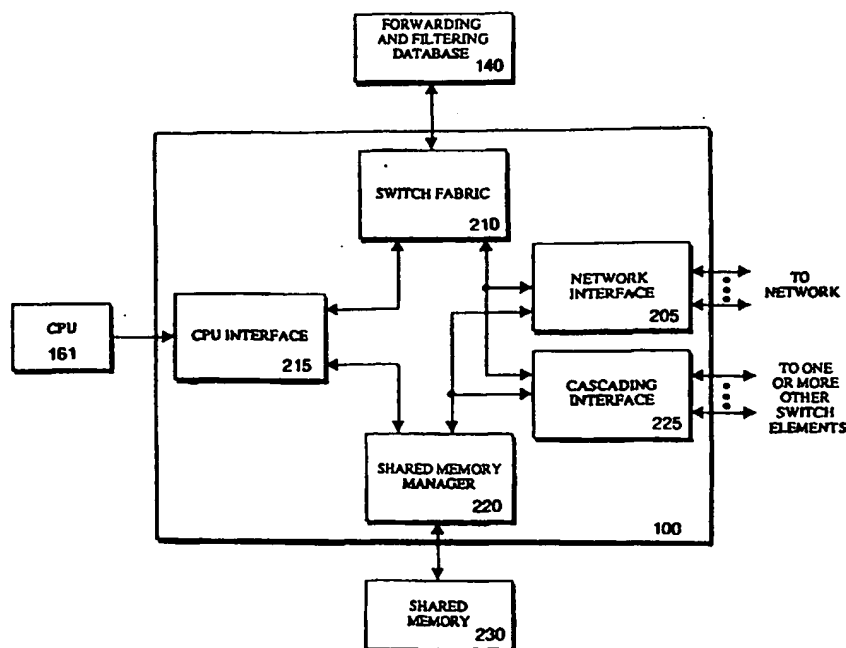 FORWARDING
AND FILTERING
DATABASE
140
SWITCH FABRIC
210
NETWORK
INTERFACE
205
TO
NETWORK
CPU
161
CPU INTERFACE
215
CASCADING
INTERFACE
225
TO ONE
OR MORE
OTHER
SWITCH
ELEMENTS
SHARED MEMORY
MANAGER
220
100
SHARED
MEMORY
230